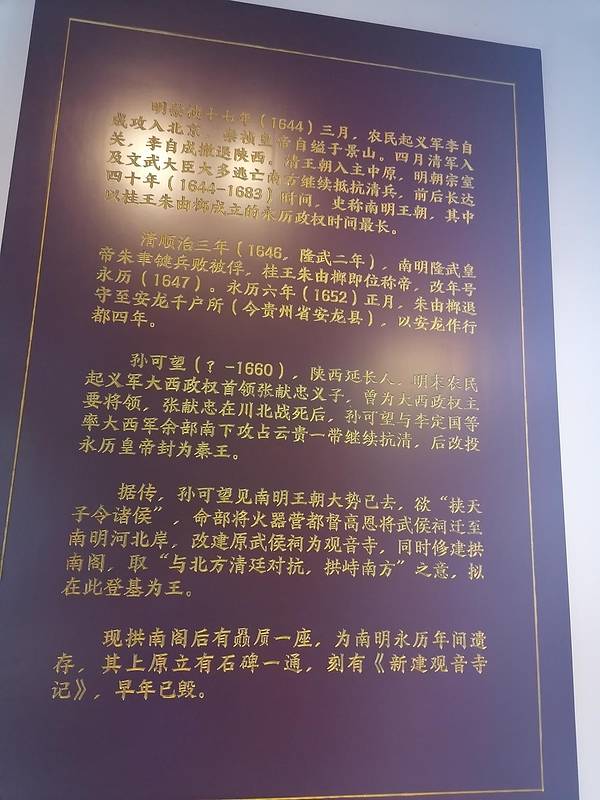 明崇祯十七年（1644）三月，农民起义军李自
成攻入北京，崇祯皇帝自缢于景山。四月清军入
关，李自成撤退陕西。清王朝入主中原，明朝宗室
及文武大臣大多逃亡南方继续抵抗清兵，前后长达
四十年（1644-1683）时间，史称南明王朝，其中
以桂王朱由榔成立的永历政权时间最长。
清顺治三年（1646，隆武二年），南明隆武皇
帝朱聿键兵败被俘，桂王朱由榔即位称帝，改年号
永历（1647）。永历六年（1652）正月，朱由榔退
守至安龙千户所（今贵州省安龙县），以安龙作行
都四年。
孙可望（？-1660），陕西延长人，明末农民
起义军大西政权首领张献忠义子，曾为大西政权主
要将领，张献忠在川北战死后，孙可望与李定国等
率大西军余部南下攻占云贵一带继续抗清，后改投
永历皇帝封为秦王。
据传，孙可望见南明王朝大势已去，欲“挟天
子令诸侯”，命部将火器营都督高恩将武侯祠迁至
南明河北岸，改建原武侯祠为观音寺，同时修建拱
南阁，取“与北方清廷对抗，拱峙南方”之意，拟
在此登基为王。
现拱南阁后有赑屃一座，为南明永历年间遗
存，其上原立有石碑一通，刻有《新建观音寺
记》，早年已毁。